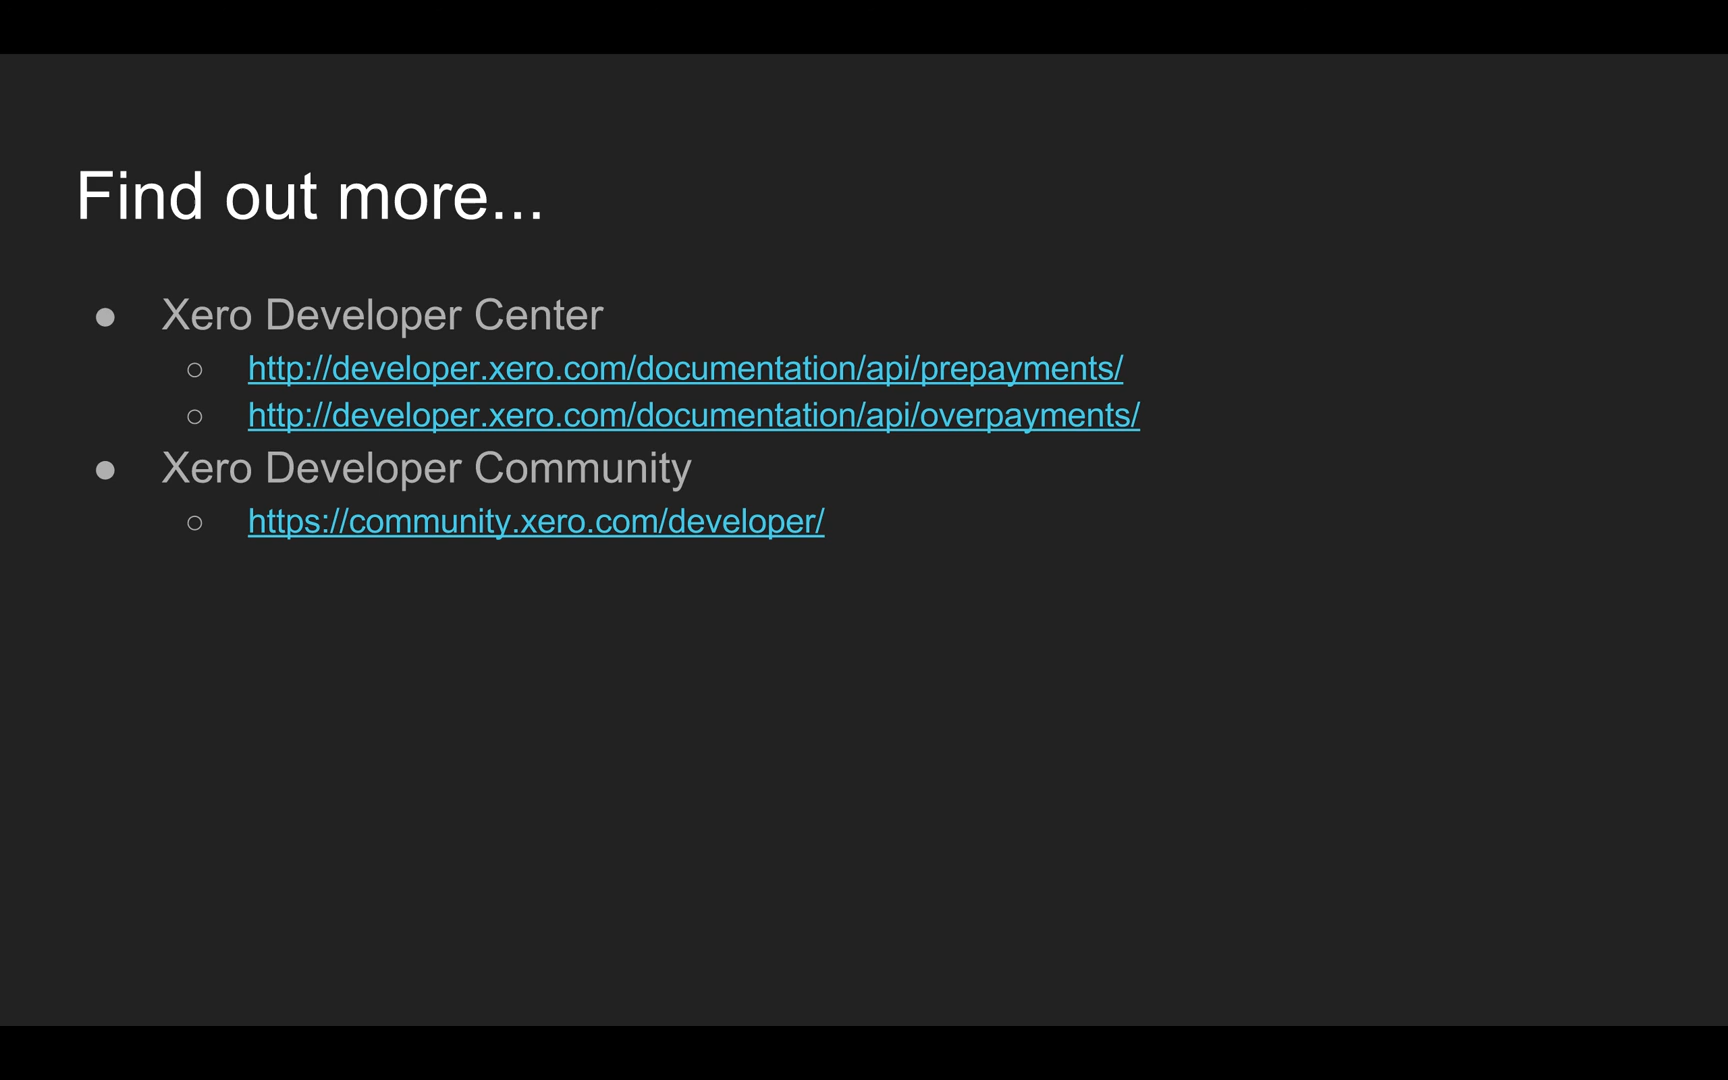 Find out more...
● Xero Developer Center
○ http://developer.xero.com/documentation/api/prepayments/
○ http://developer.xero.com/documentation/api/overpayments/
● Xero Developer Community
○ https://community.xero.com/developer/